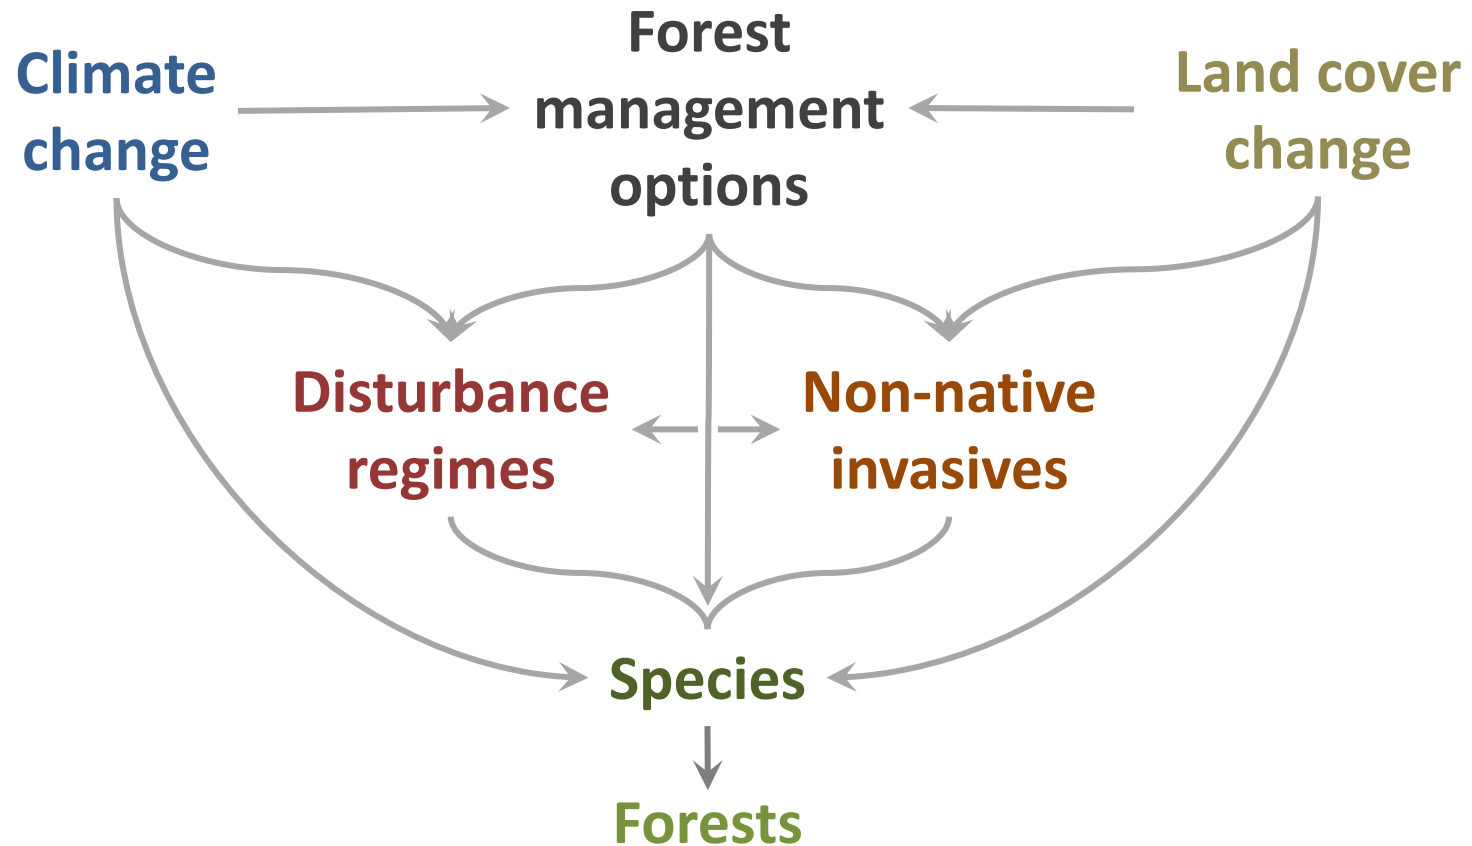 Climate
change
Forest
management
options
Land cover
change
Disturbance
regimes
Non-native
invasives
Species
Forests